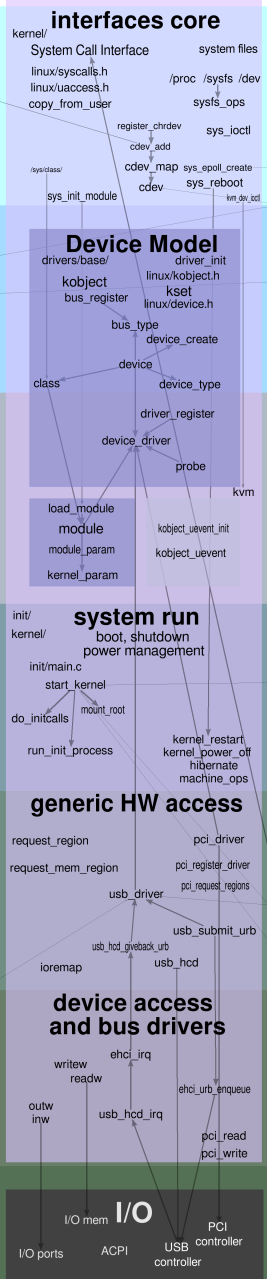 interfaces core
kernel/
System Call Interface
system files
linux/syscalls.h
linux/uaccess.h
copy_from_user
/proc /sysfs /dev
sysfs_ops
register_chrdev
sys_ioctl
cdev_add
cdev_map
sys_epoll_create
/sys/class/
cdev
sys_reboot
sys_init_module
kvm_dev_ioctl
Device Model
drivers/base/
driver_init
linux/kobject.h
kobject
kset
bus_register
linux/device.h
bus_type
device_create
device
class
device_type
driver_register
device_driver
probe
kvm
load_module
module
module_param
kernel_param
kobject_uevent_init
kobject_uevent
init/
system run
kernel/
boot, shutdown
power management
init/main.c
start_kernel
do_initcalls
mount_root
run_init_process
kernel_restart
kernel_power_off
hibernate
machine_ops
generic HW access
request_region
pci_driver
request_mem_region
pci_register_driver
pci_request_regions
usb_driver
usb_submit_urb
usb_hcd_giveback_urb
ioremap
usb_hcd
device access
and bus drivers
ehci_irq
writew
readw
ehci_urb_enqueue
outw
inw
usb_hcd_irq
pci_read
pci_write
I/O
I/O mem
PCI
controller
I/O ports
ACPI
USB
controller